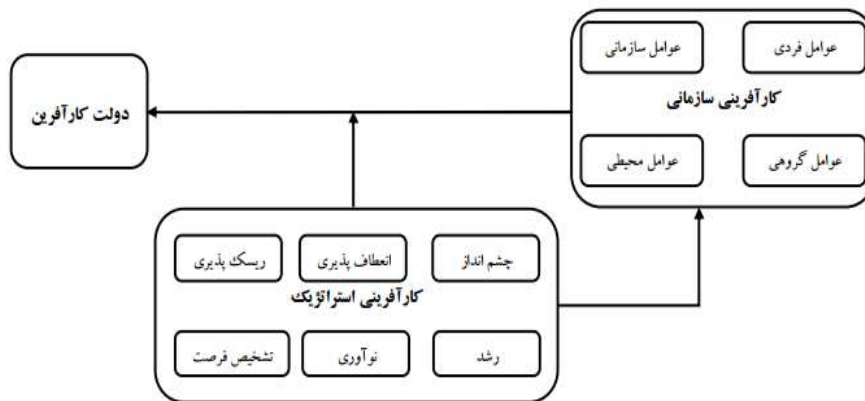 عوامل فردی
عوامل سازمانی
کارآفرینی سازمانی
عوامل گروهی
عوامل محیطی
دولت کارآفرین
چشم انداز
انعطاف پذیری
ریسک پذیری
کارآفرینی استراتژیک
رشد
نوآوری
تشخیص فرصت